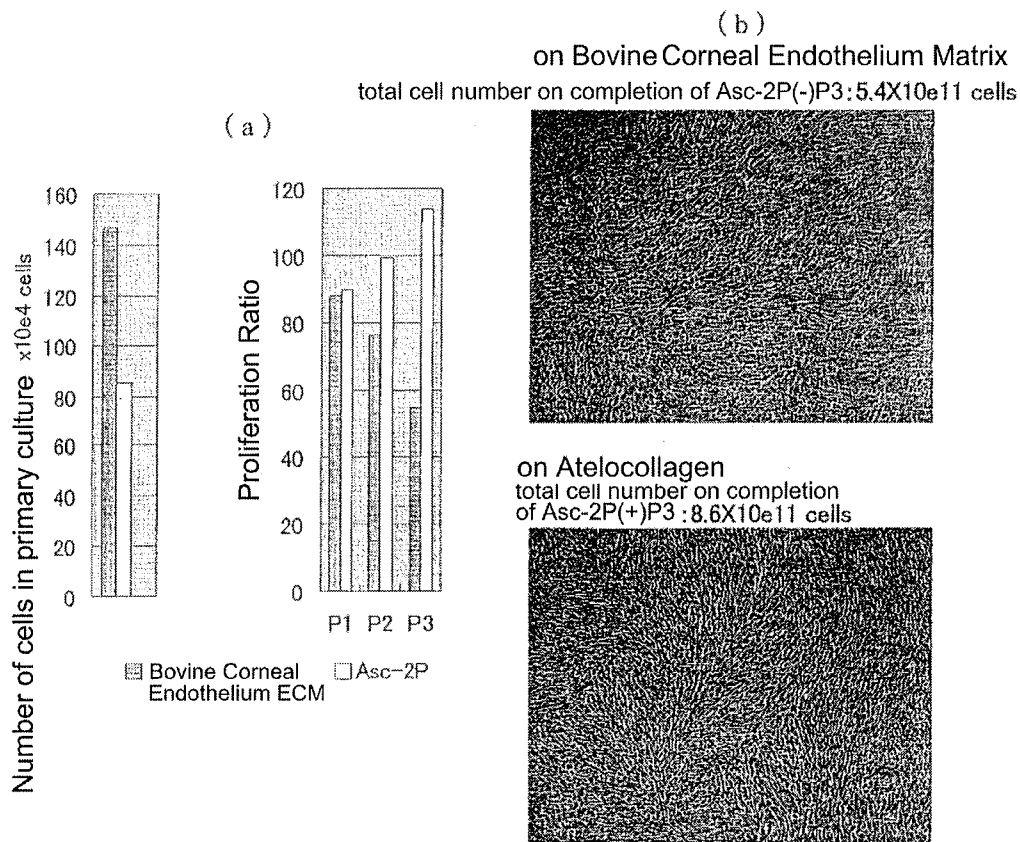 (b)
on Bovine Corneal Endothelium Matrix
total cell number on completion of Asc-2P(-)P3:5.4X10e11 cells
(a)
Number of cells in primary culture x10e4 cells
160
140
120
100
80
60
40
20
0
Proliferation Ratio
120
100
80
60
40
20
0
P1 P2 P3
Bovine Corneal
Endothelium ECM
Asc-2P
on Atelocollagen
total cell number on completion
of Asc-2P(+)P3:8.6X10e11 cells